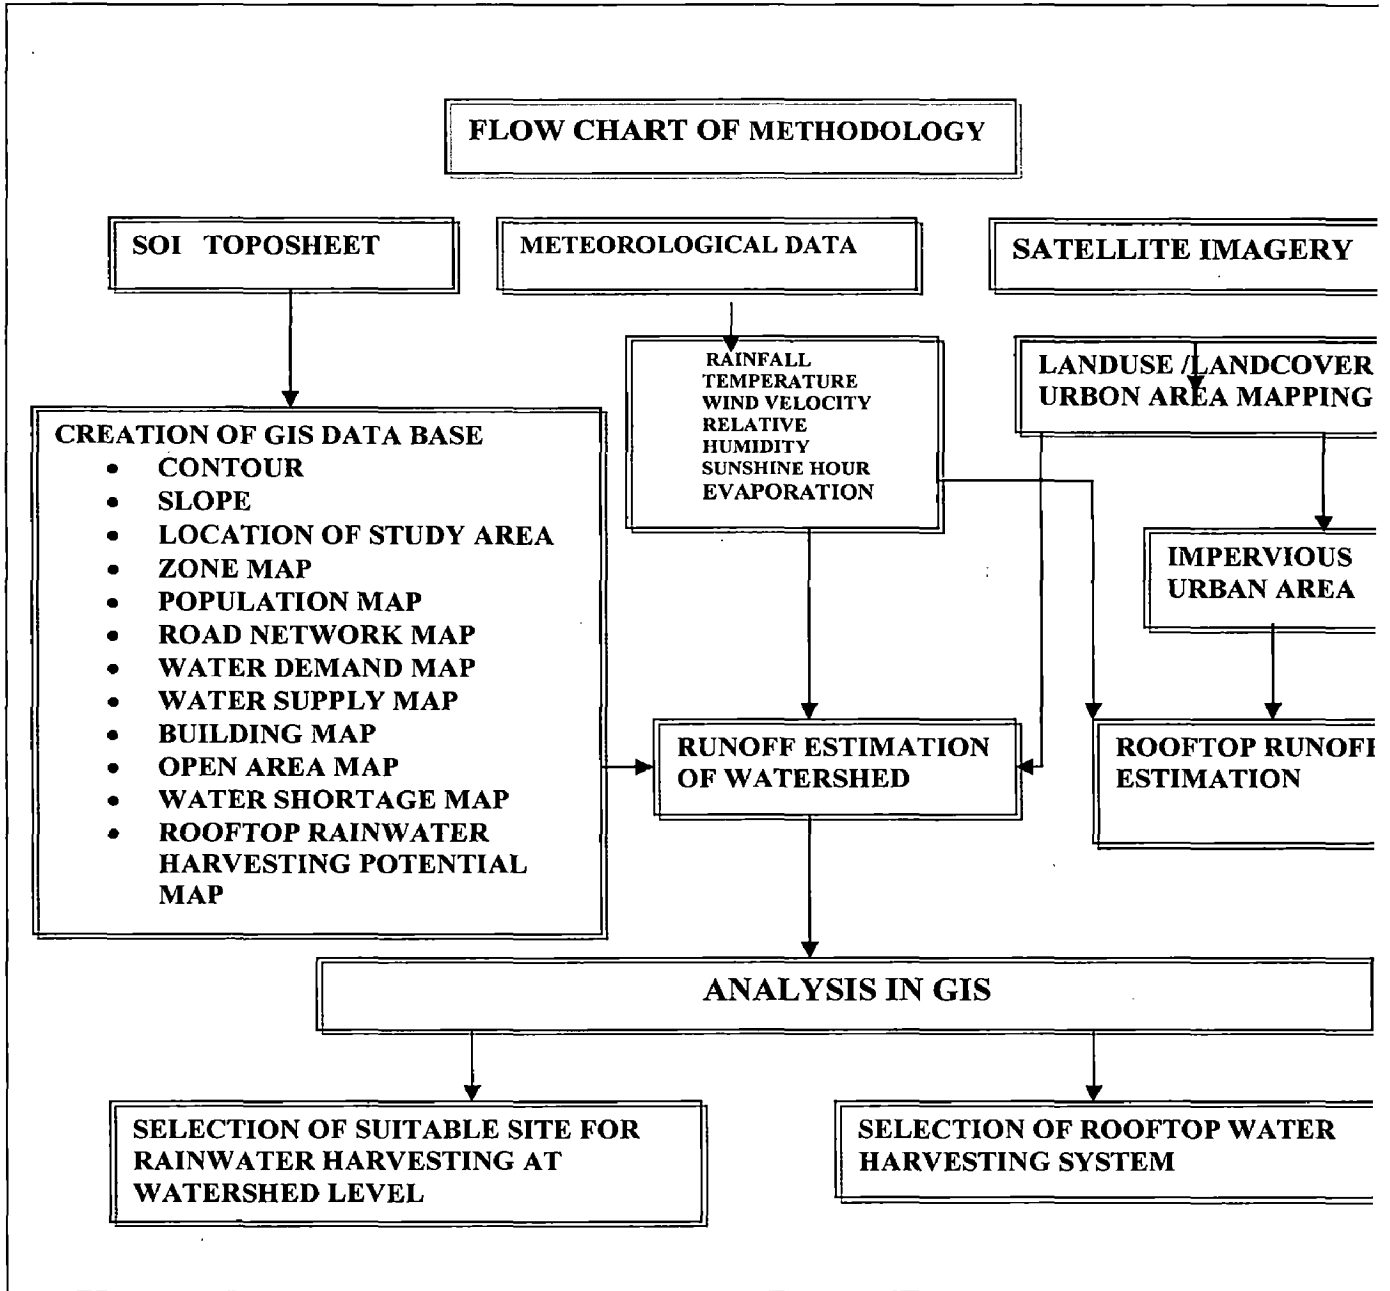 FLOW CHART OF METHODOLOGY
SOI TOPOSHEET
METEOROLOGICAL DATA
SATELLITE IMAGERY
RAINFALL
TEMPERATURE
WIND VELOCITY
RELATIVE
HUMIDITY
SUNSHINE HOUR
EVAPORATION
LANDUSE /LANDCOVER
URBON AREA MAPPING
CREATION OF GIS DATA BASE
• CONTOUR
• SLOPE
• LOCATION OF STUDY AREA
• ZONE MAP
• POPULATION MAP
• ROAD NETWORK MAP
• WATER DEMAND MAP
• WATER SUPPLY MAP
• BUILDING MAP
• OPEN AREA MAP
• WATER SHORTAGE MAP
• ROOFTOP RAINWATER
HARVESTING POTENTIAL
MAP
IMPERVIOUS
URBAN AREA
RUNOFF ESTIMATION
OF WATERSHED
ROOFTOP RUNOFF
ESTIMATION
ANALYSIS IN GIS
SELECTION OF SUITABLE SITE FOR
RAINWATER HARVESTING AT
WATERSHED LEVEL
SELECTION OF ROOFTOP WATER
HARVESTING SYSTEM